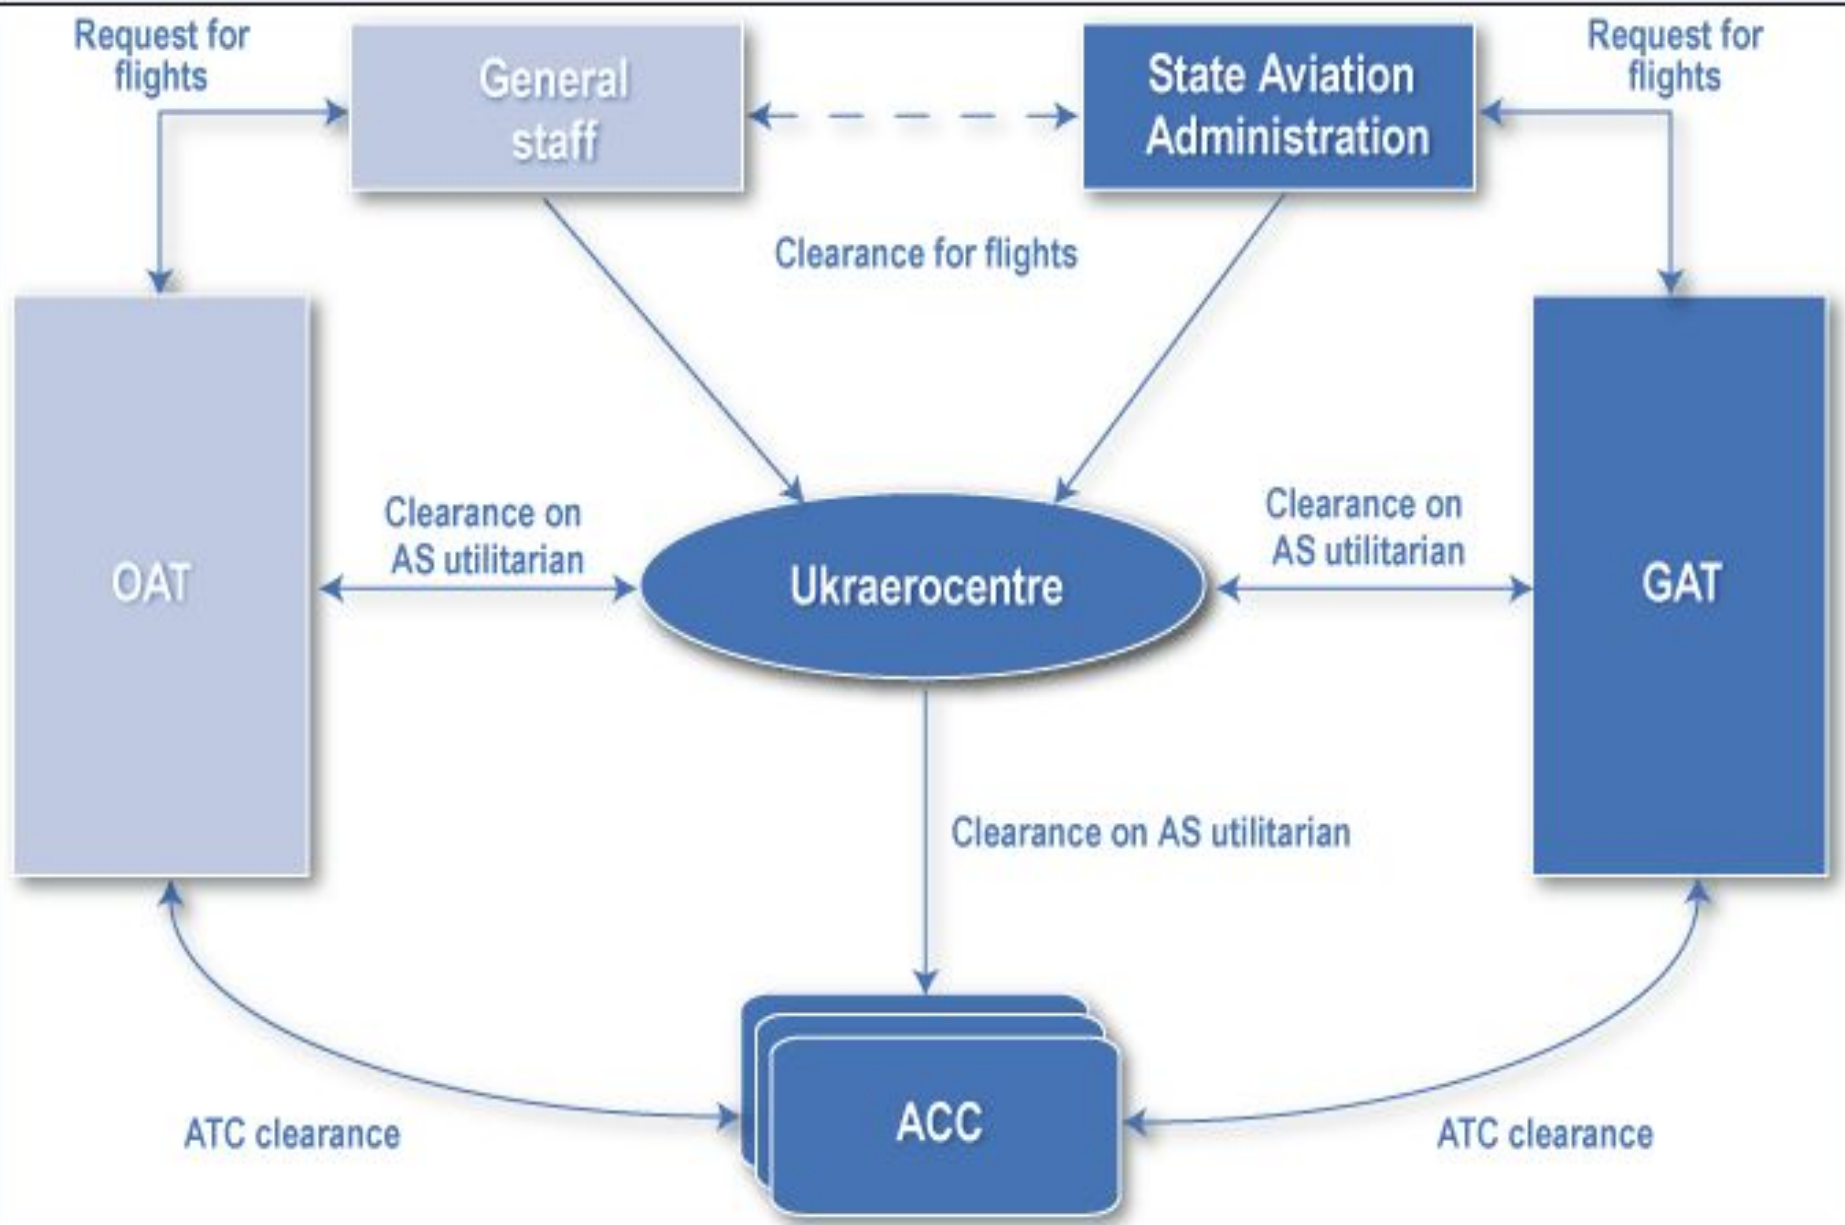 Request for
flights
General
staff
State Aviation
Administration
Request for
flights
Clearance for flights
OAT
Clearance on
AS utilitarian
Ukraerocentre
Clearance on
AS utilitarian
GAT
Clearance on AS utilitarian
ATC clearance
ACC
ATC clearance